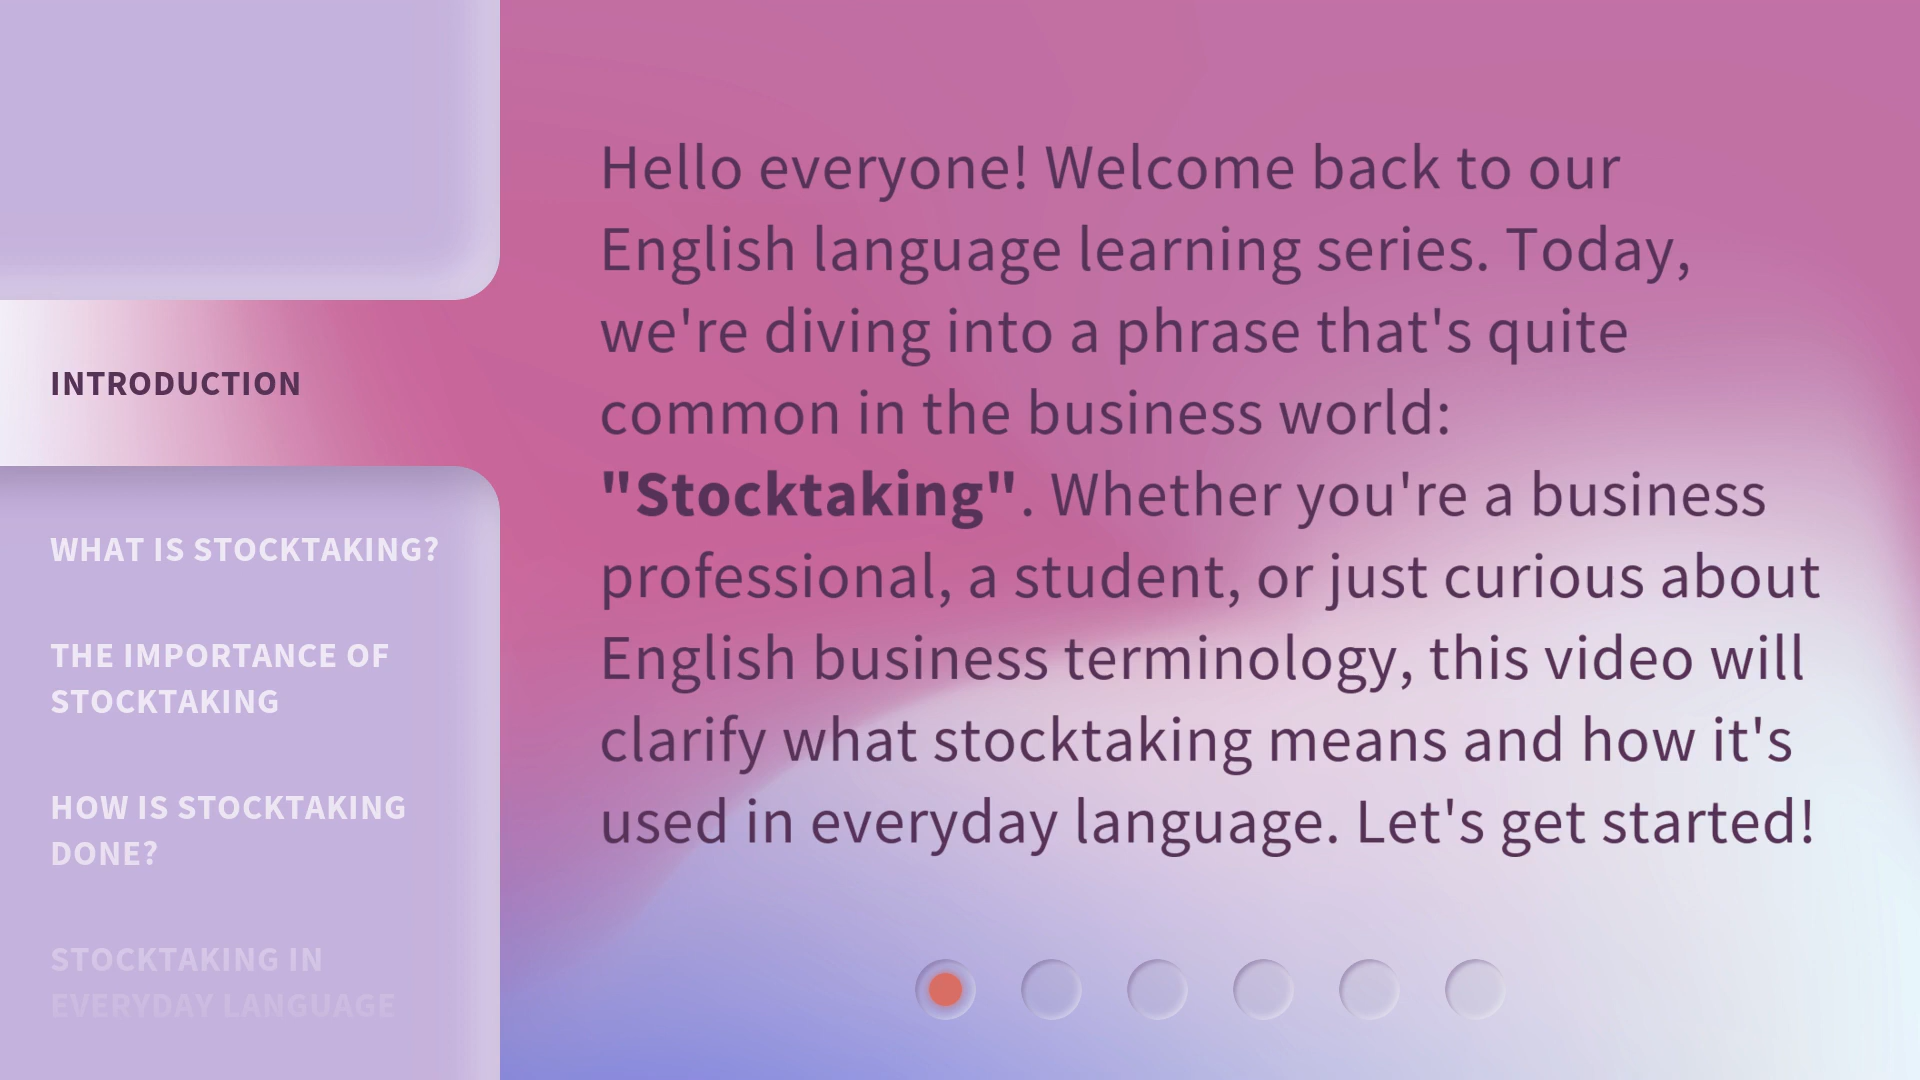 INTRODUCTION
WHAT IS STOCKTAKING?
THE IMPORTANCE OF
STOCKTAKING
HOW IS STOCKTAKING
DONE?
STOCKTAKING IN
EVERYDAY LANGUAGE
Hello everyone! Welcome back to our
English language learning series. Today,
we're diving into a phrase that's quite
common in the business world:
"Stocktaking". Whether you're a business
professional, a student, or just curious about
English business terminology, this video will
clarify what stocktaking means and how it's
used in everyday language. Let's get started!